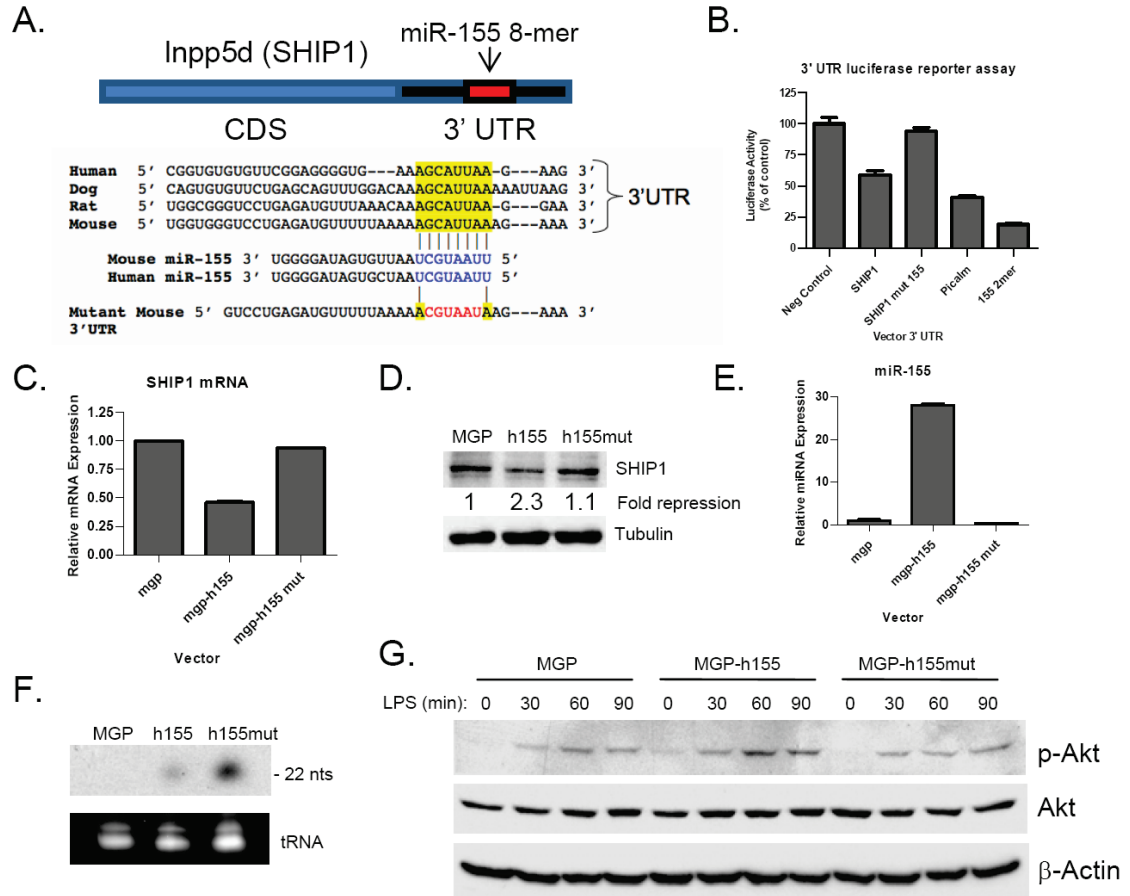 A.
Inpp5d (SHIP1)
miR-155 8-mer
CDS
3' UTR
Human 5' CGGUGUGUGUUCGGAGGGGUG---AAAGCAUUAA-G---AAG 3'
Dog 5' CAGUGUGUUCUGAGCAGUUUGGACAAAGCAUUAAAAAUUAAG 3'
Rat 5' UGGCGGGUCCUGAGAUGUUUAAACAAAGCAUUAA-G---GAA 3'
Mouse 5' UGGUGGGUCCUGAGAUGUUUUUAAAAAGCAUUAAAG---AAA 3'
3'UTR
Mouse miR-155 3' UGGGGAUAGUGUUAAUCGUAAUU 5'
Human miR-155 3' UGGGGAUAGUGCUAAUCGUAAUU 5'
Mutant Mouse 5' GUCCUGAGAUGUUUUUAAAAACGUAAUAAG---AAA 3'
3'UTR
B.
3' UTR luciferase reporter assay
Luciferase Activity
(% of control)
125
100
75
50
25
0
Neg Control
SHIP1
SHIP1 mut 155
Picalm
155 2mer
Vector 3' UTR
C.
SHIP1 mRNA
Relative mRNA Expression
1.25
1.00
0.75
0.50
0.25
0.00
mgp
mgp-h155
mgp-h155 mut
Vector
D.
MGP h155 h155mut
SHIP1
1 2.3 1.1 Fold repression
Tubulin
E.
miR-155
Relative miRNA Expression
30
20
10
0
mgp
mgp-h155
mgp-h155 mut
Vector
F.
MGP h155 h155mut
- 22 nts
tRNA
G.
MGP MGP-h155 MGP-h155mut
LPS (min): 0 30 60 90 0 30 60 90 0 30 60 90
p-Akt
Akt
β-Actin